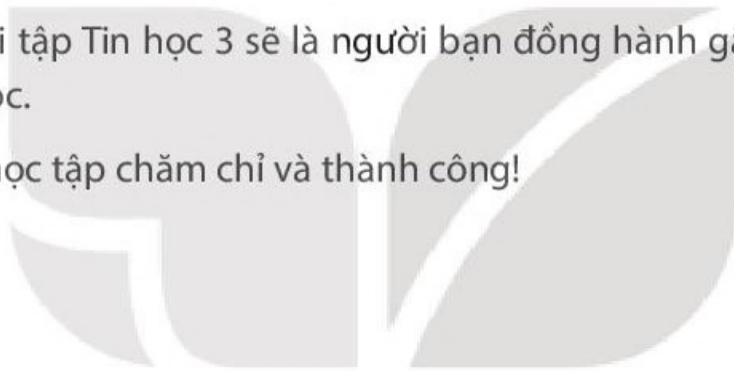 i tập Tin học 3 sẽ là người bạn đồng hành g
ọc.
ọc tập chăm chỉ và thành công!